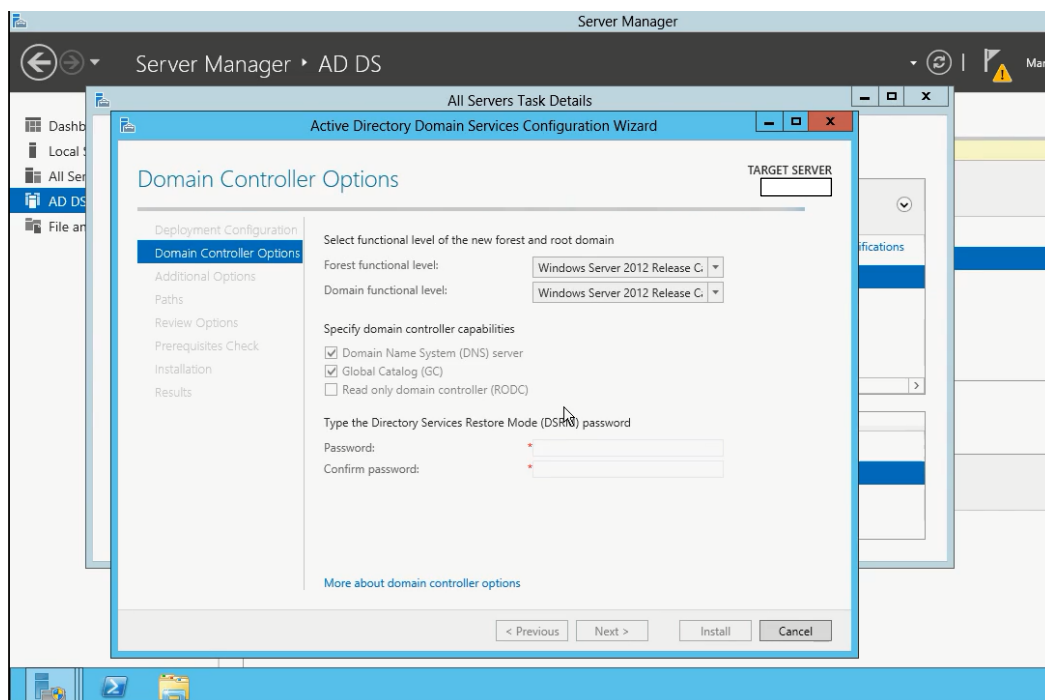 Server Manager
Server Manager ‣ AD DS
Mar
All Servers Task Details
Dashb
Active Directory Domain Services Configuration Wizard
Local S
All Ser
AD DS
File an
Domain Controller Options
TARGET SERVER
Deployment Configuration
Domain Controller Options
Additional Options
Paths
Review Options
Prerequisites Check
Installation
Results
Select functional level of the new forest and root domain
Forest functional level: Windows Server 2012 Release C
Domain functional level: Windows Server 2012 Release C
Specify domain controller capabilities
Domain Name System (DNS) server
Global Catalog (GC)
Read only domain controller (RODC)
Type the Directory Services Restore Mode (DSRM) password
Password: *
Confirm password: *
More about domain controller options
ifications
< Previous Next > Install Cancel